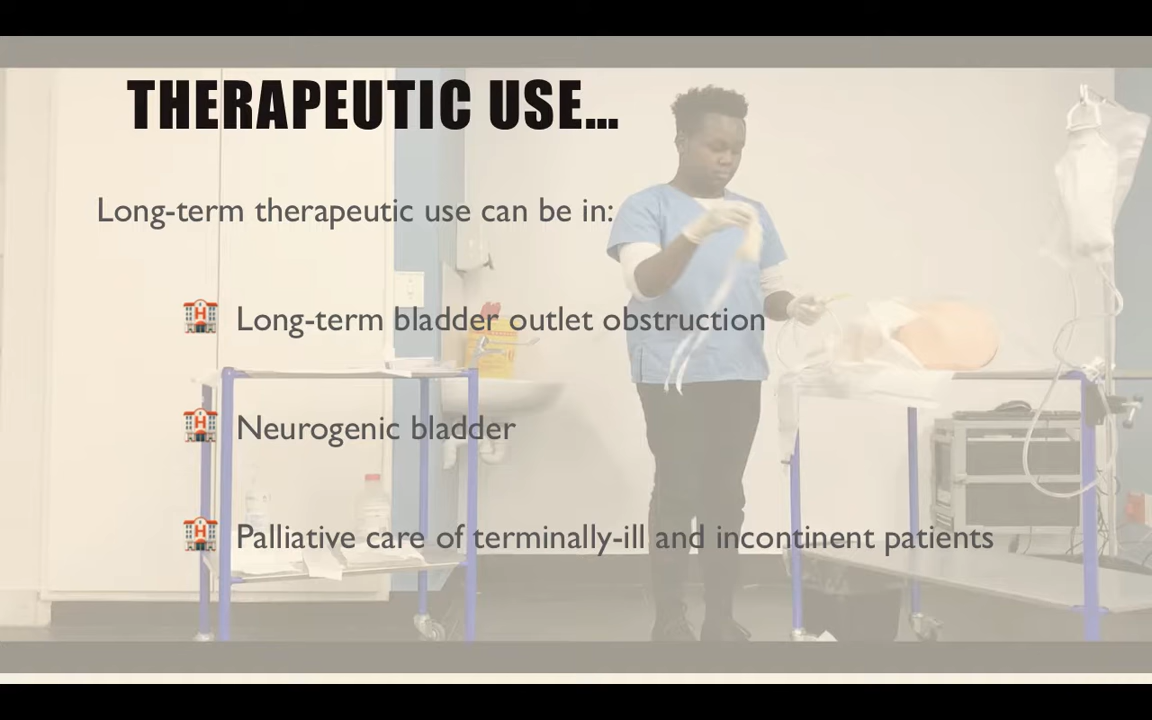 THERAPEUTIC USE...
Long-term therapeutic use can be in:
Long-term bladder outlet obstruction
Neurogenic bladder
Palliative care of terminally-ill and incontinent patients